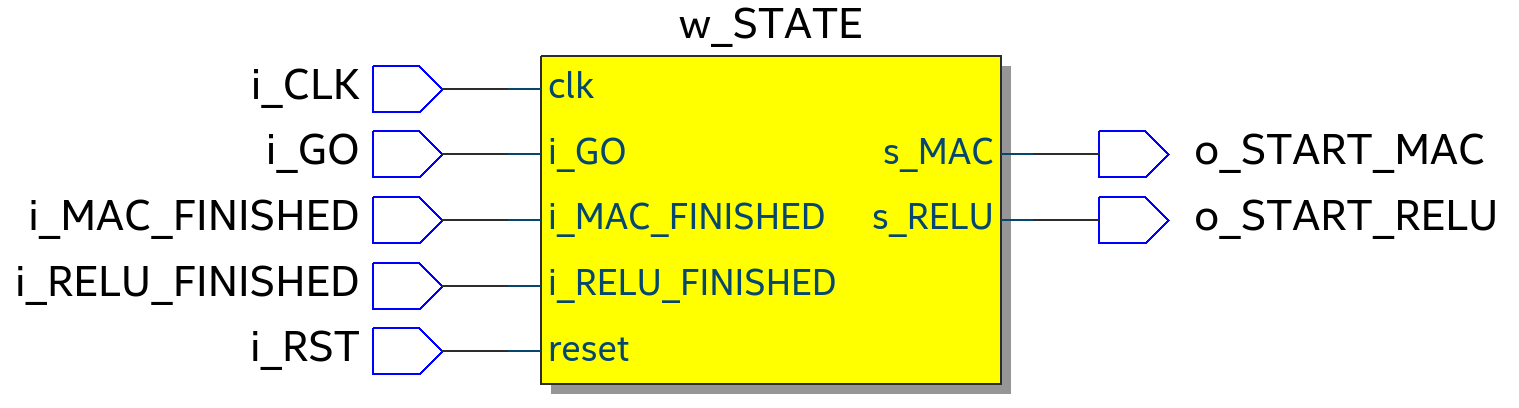 w_STATE
i_CLK clk
i_GO i_GO s_MAC o_START_MAC
i_MAC_FINISHED i_MAC_FINISHED s_RELU o_START_RELU
i_RELU_FINISHED i_RELU_FINISHED
i_RST reset